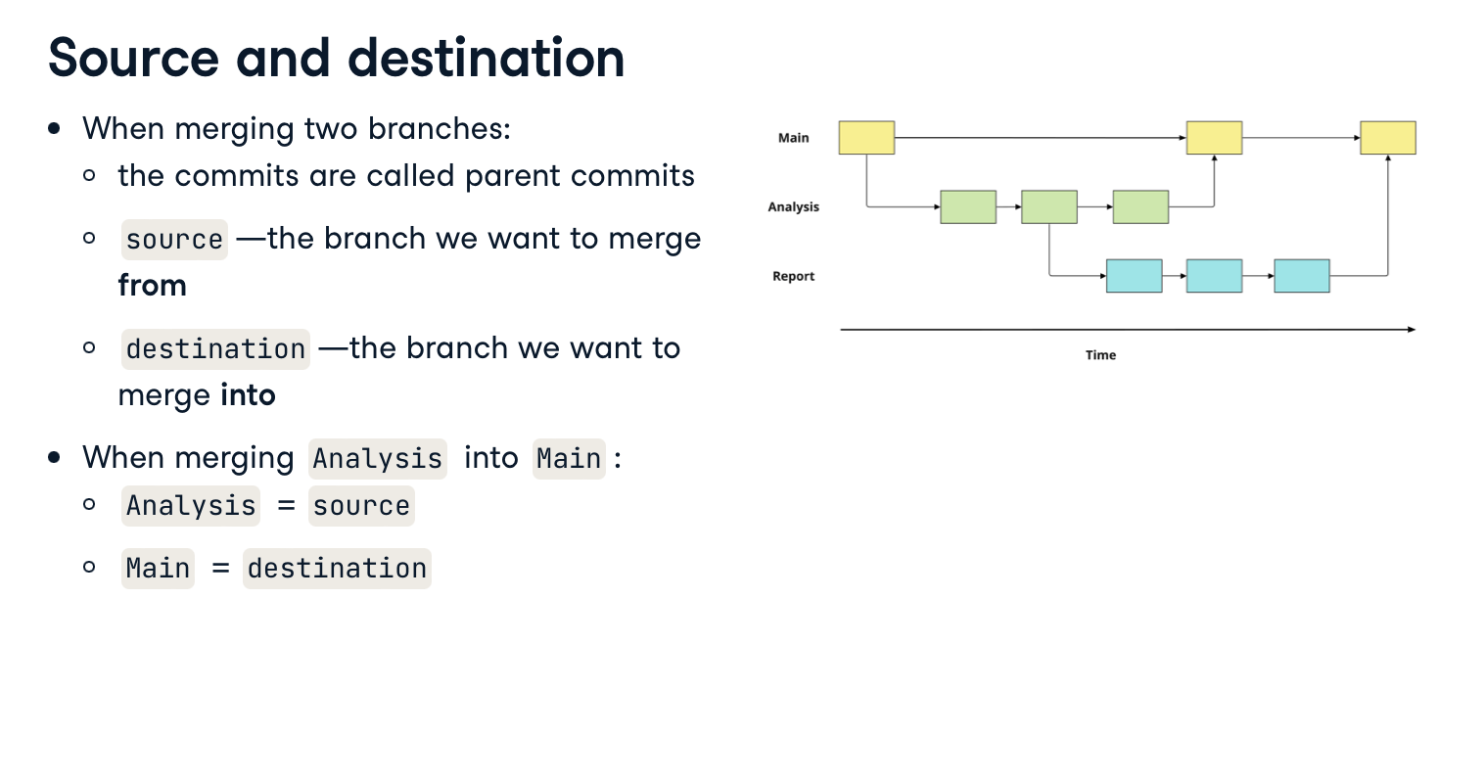 Source and destination
When merging two branches:
the commits are called parent commits
source —the branch we want to merge
from
destination —the branch we want to
merge into
When merging Analysis into Main :
Analysis = source
Main = destination
Main
Analysis
Report
Time